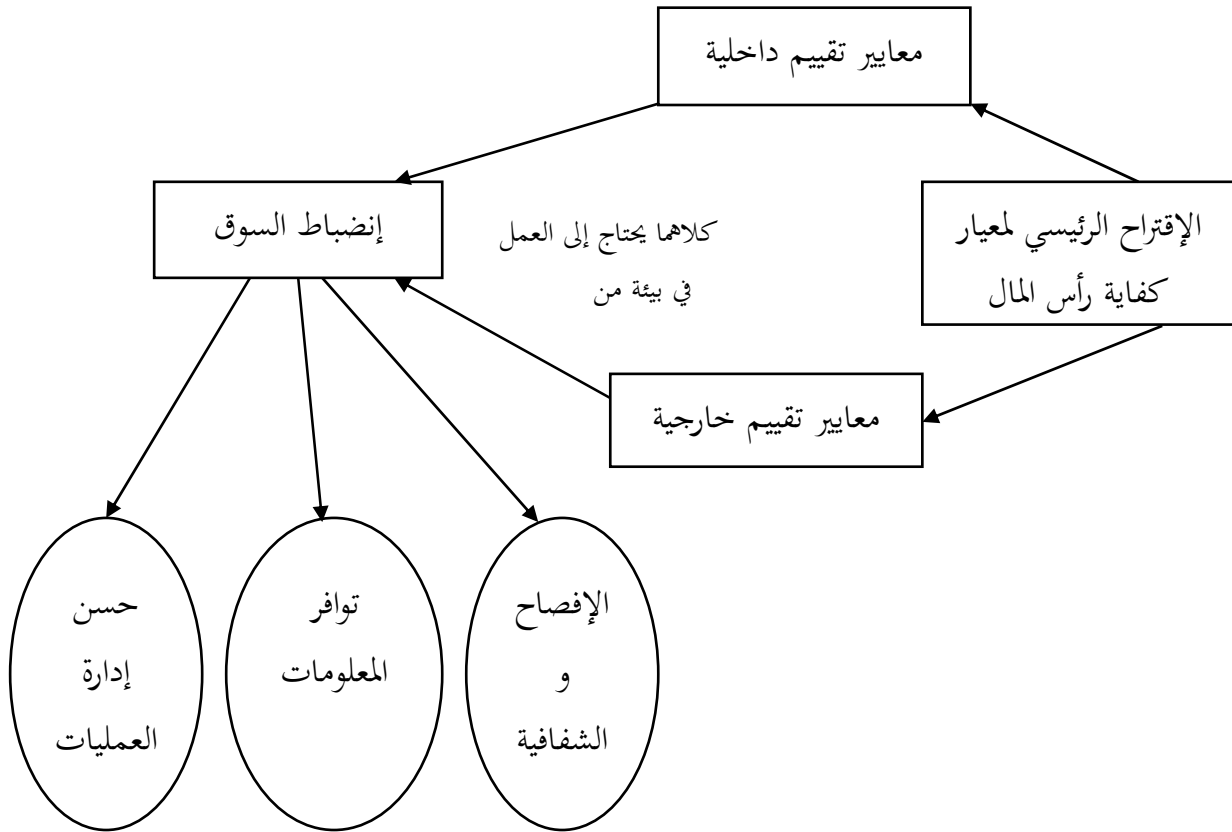 معايير تقييم داخلية
الإقتراح الرئيسي لمعيار
كفاية رأس المال
كلاهما يحتاج إلى العمل
في بيئة من
إنضباط السوق
معايير تقييم خارجية
الإفصاح
و
الشفافية
توافر
المعلومات
حسن
إدارة
العمليات